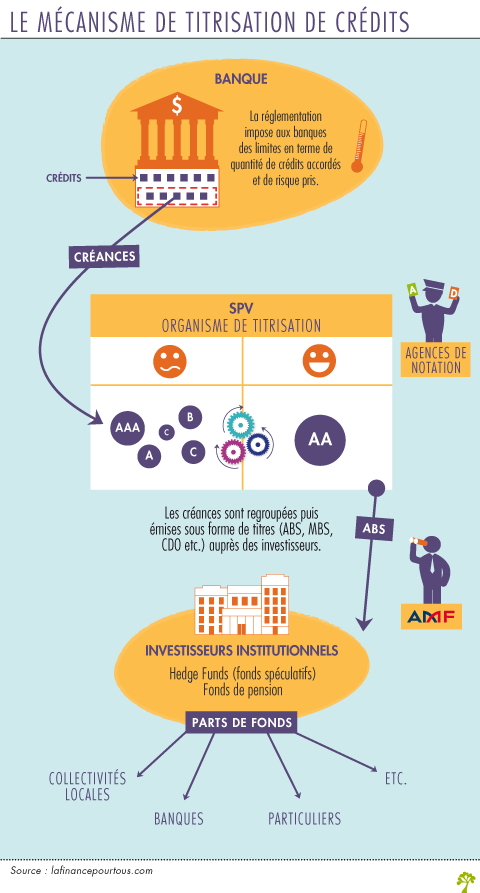 LE MÉCANISME DE TITRISATION DE CRÉDITS
BANQUE
$
La réglementation
impose aux banques
des limites en terme de
quantité de crédits accordés
et de risque pris.
CRÉDITS
CRÉANCES
SPV
ORGANISME DE TITRISATION
A
D
AGENCES DE
NOTATION
AAA
B
C
A
C
AA
Les créances sont regroupées puis
émises sous forme de titres (ABS, MBS,
CDO etc.) auprès des investisseurs.
ABS
AMF
INVESTISSEURS INSTITUTIONNELS
Hedge Funds (fonds spéculatifs)
Fonds de pension
PARTS DE FONDS
COLLECTIVITÉS
LOCALES
BANQUES
PARTICULIERS
ETC.
Source : lafinancepourtous.com